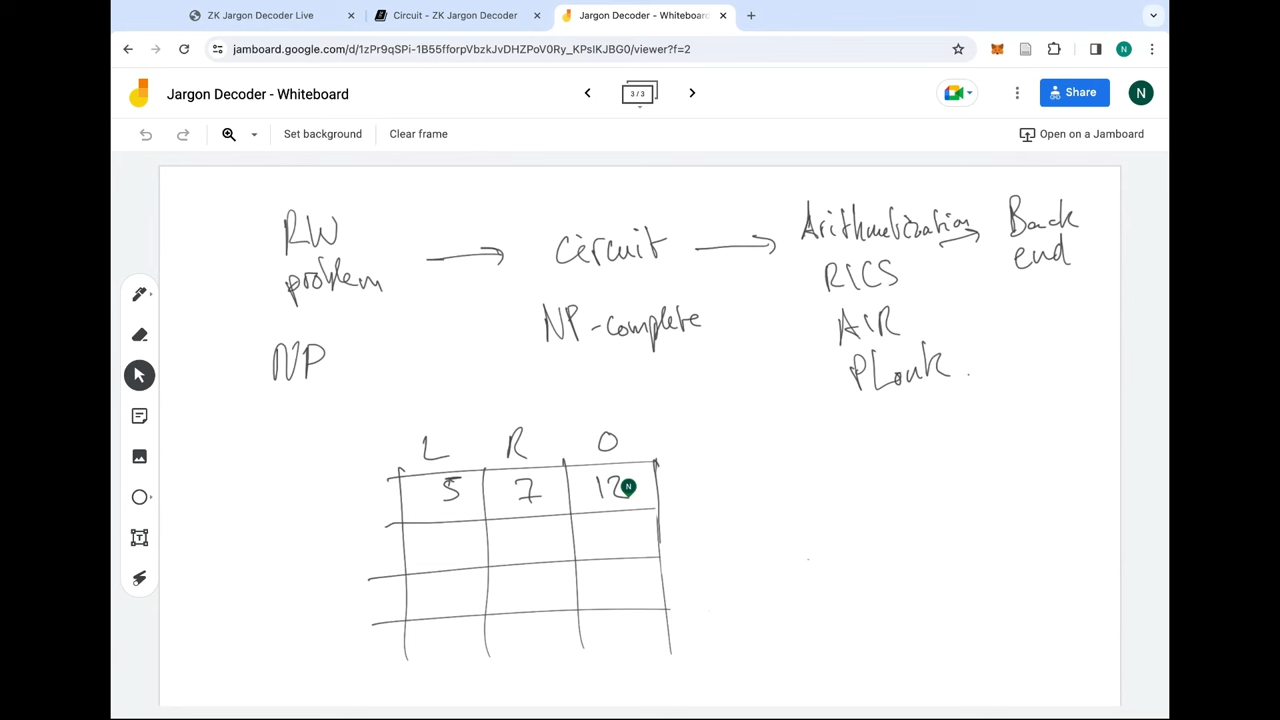 ZK Jargon Decoder Live
Circuit – ZK Jargon Decoder
Jargon Decoder - Whiteboard
jamboard.google.com/d/1zPr9qSPi-1B55fforpVbzkJvDHZPoV0Ry_KPsIKJBG0/viewer?f=2
N
Jargon Decoder - Whiteboard
3 / 3
Share
N
Set background
Clear frame
Open on a Jamboard
RW problem
circuit
Arithmetization
Back end
R1CS
NP-complete
AIR
NP
PLonk.
L R O
5 7 12
N
T